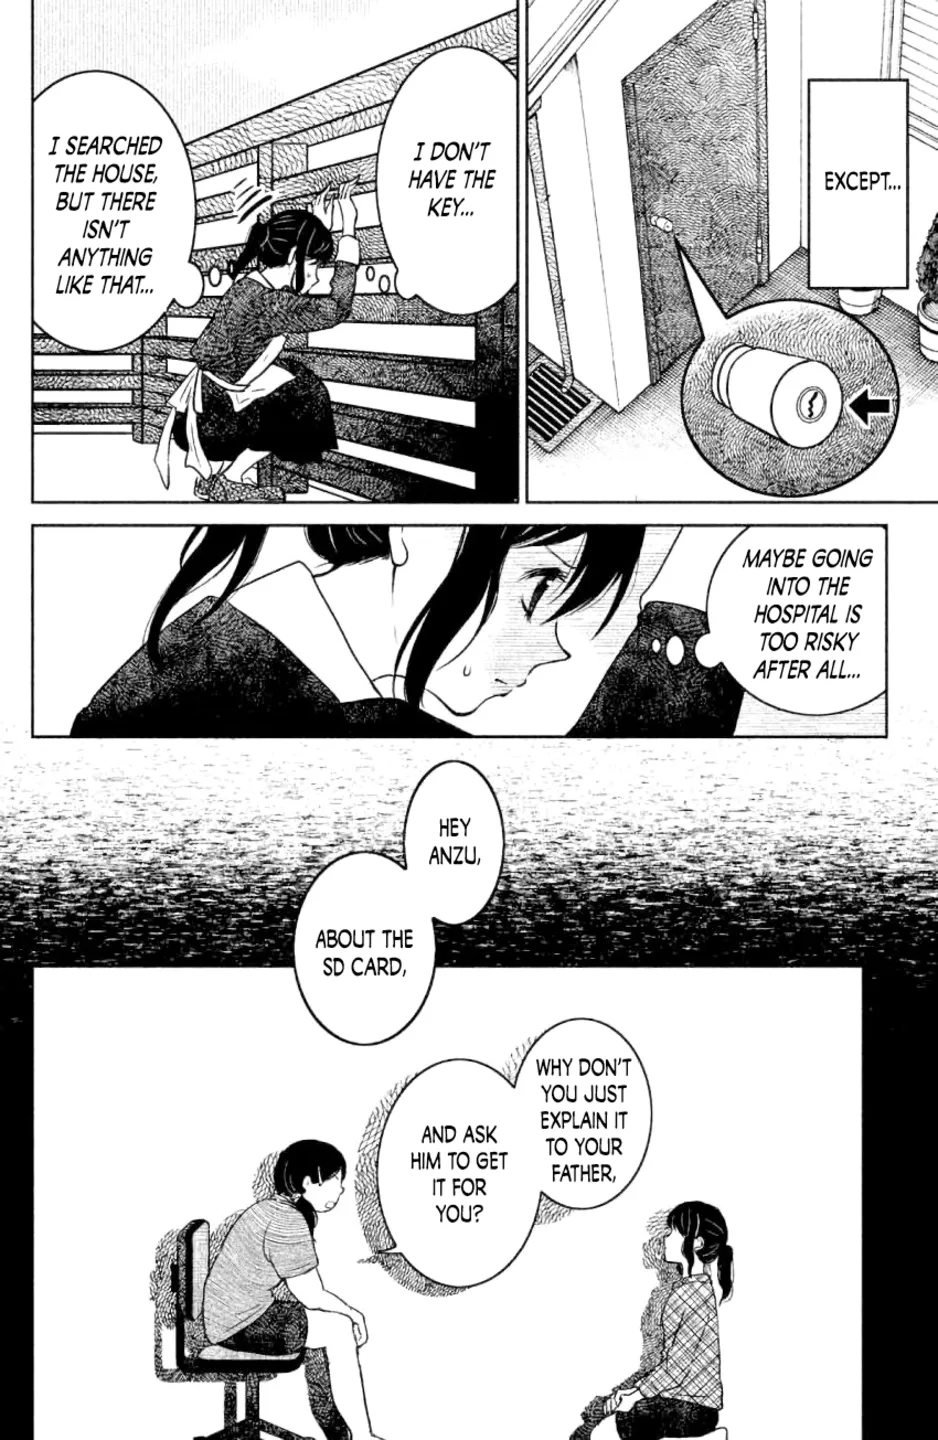 EXCEPT...
I DON'T
HAVE THE
KEY...
I SEARCHED
THE HOUSE,
BUT THERE
ISN'T
ANYTHING
LIKE THAT...
MAYBE GOING
INTO THE
HOSPITAL IS
TOO RISKY
AFTER ALL...
HEY
ANZU,
ABOUT THE
SD CARD,
WHY DON'T
YOU JUST
EXPLAIN IT
TO YOUR
FATHER,
AND ASK
HIM TO GET
IT FOR
YOU?